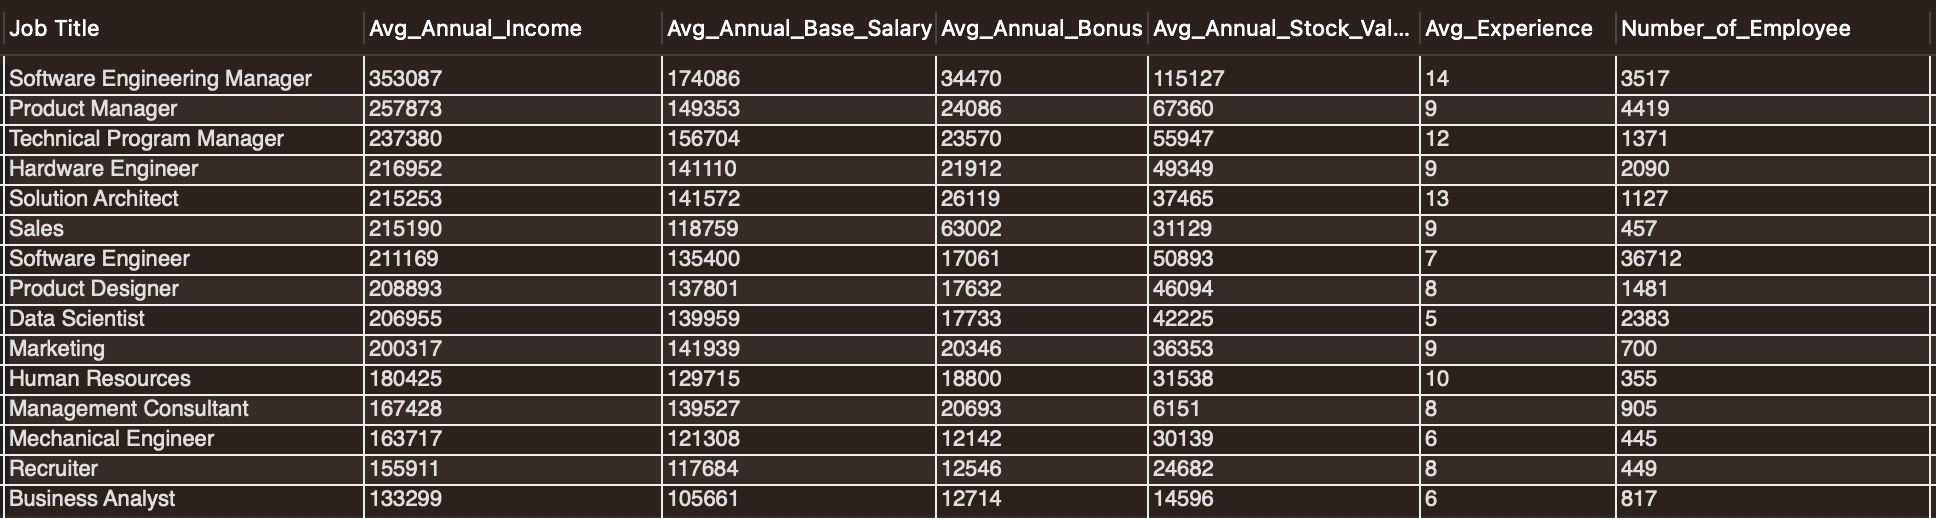 Job Title Avg_Annual_Income Avg_Annual_Base_Salary Avg_Annual_Bonus Avg_Annual_Stock_Val... Avg_Experience Number_of_Employee
Software Engineering Manager 353087 174086 34470 115127 14 3517
Product Manager 257873 149353 24086 67360 9 4419
Technical Program Manager 237380 156704 23570 55947 12 1371
Hardware Engineer 216952 141110 21912 49349 9 2090
Solution Architect 215253 141572 26119 37465 13 1127
Sales 215190 118759 63002 31129 9 457
Software Engineer 211169 135400 17061 50893 7 36712
Product Designer 208893 137801 17632 46094 8 1481
Data Scientist 206955 139959 17733 42225 5 2383
Marketing 200317 141939 20346 36353 9 700
Human Resources 180425 129715 18800 31538 10 355
Management Consultant 167428 139527 20693 6151 8 905
Mechanical Engineer 163717 121308 12142 30139 6 445
Recruiter 155911 117684 12546 24682 8 449
Business Analyst 133299 105661 12714 14596 6 817